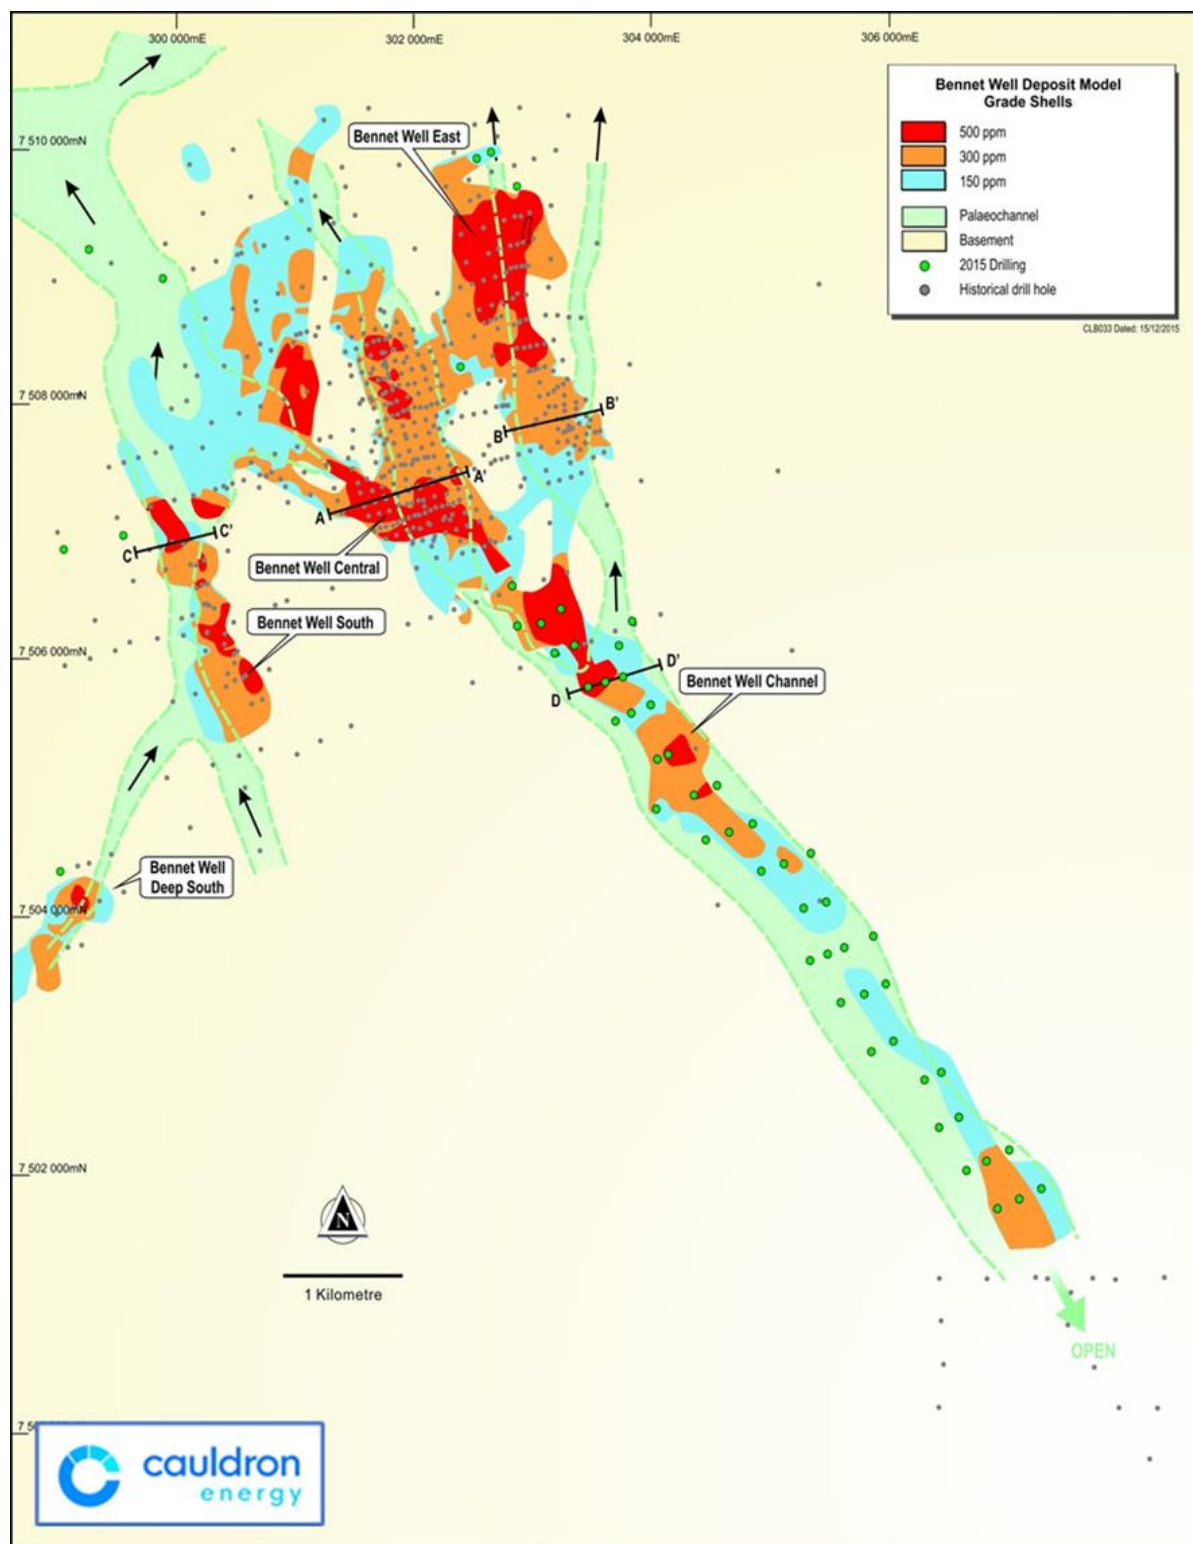 300 000mE
302 000mE
304 000mE
306 000mE
Bennet Well Deposit Model
Grade Shells
500 ppm
300 ppm
150 ppm
Palaeochannel
Basement
2015 Drilling
Historical drill hole
CLB033 Dated: 15/12/2015
7 510 000mN
Bennet Well East
7 508 000mN
B
B'
A
A'
C
C'
Bennet Well Central
Bennet Well South
7 506 000mN
D
D'
Bennet Well Channel
Bennet Well
Deep South
7 504 000mN
7 502 000mN
N
1 Kilometre
OPEN
cauldron
energy